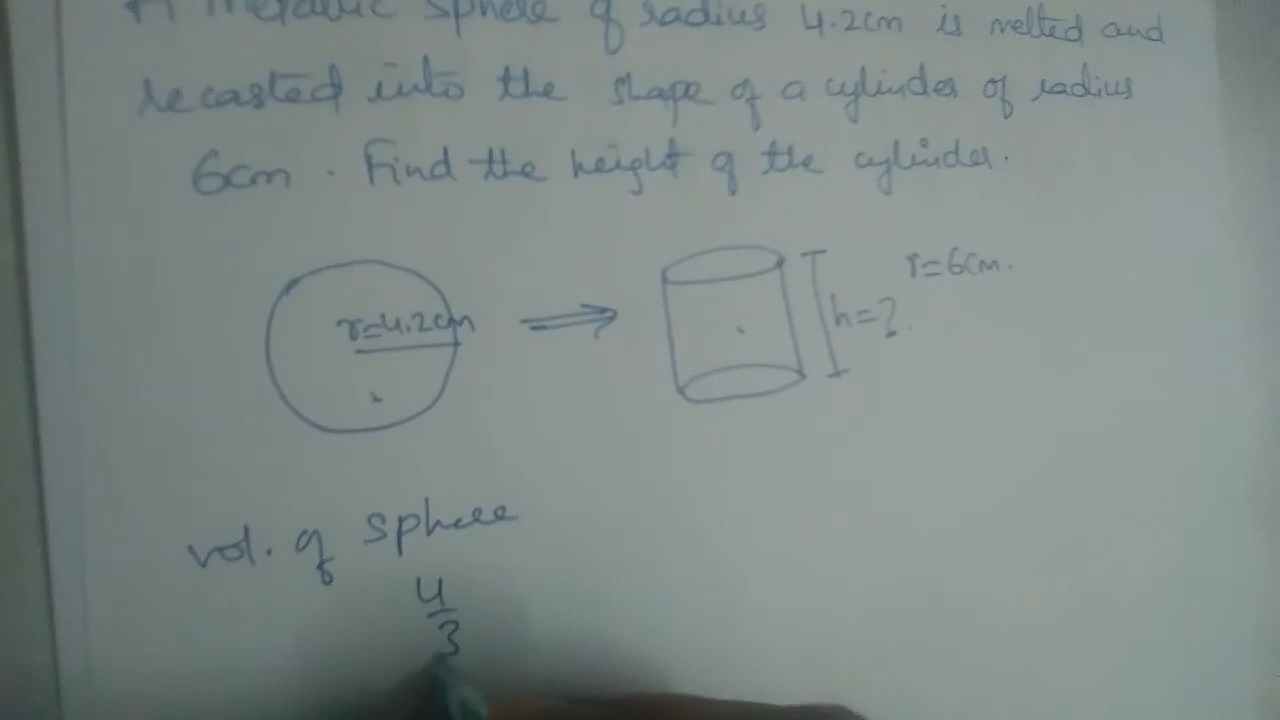 A metallic sphere of radius 4.2cm is melted and
recasted into the shape of a cylinder of radius
6cm. Find the height of the cylinder.
r=4.2cm
h=?
r=6cm.
vol. of sphere
4
3